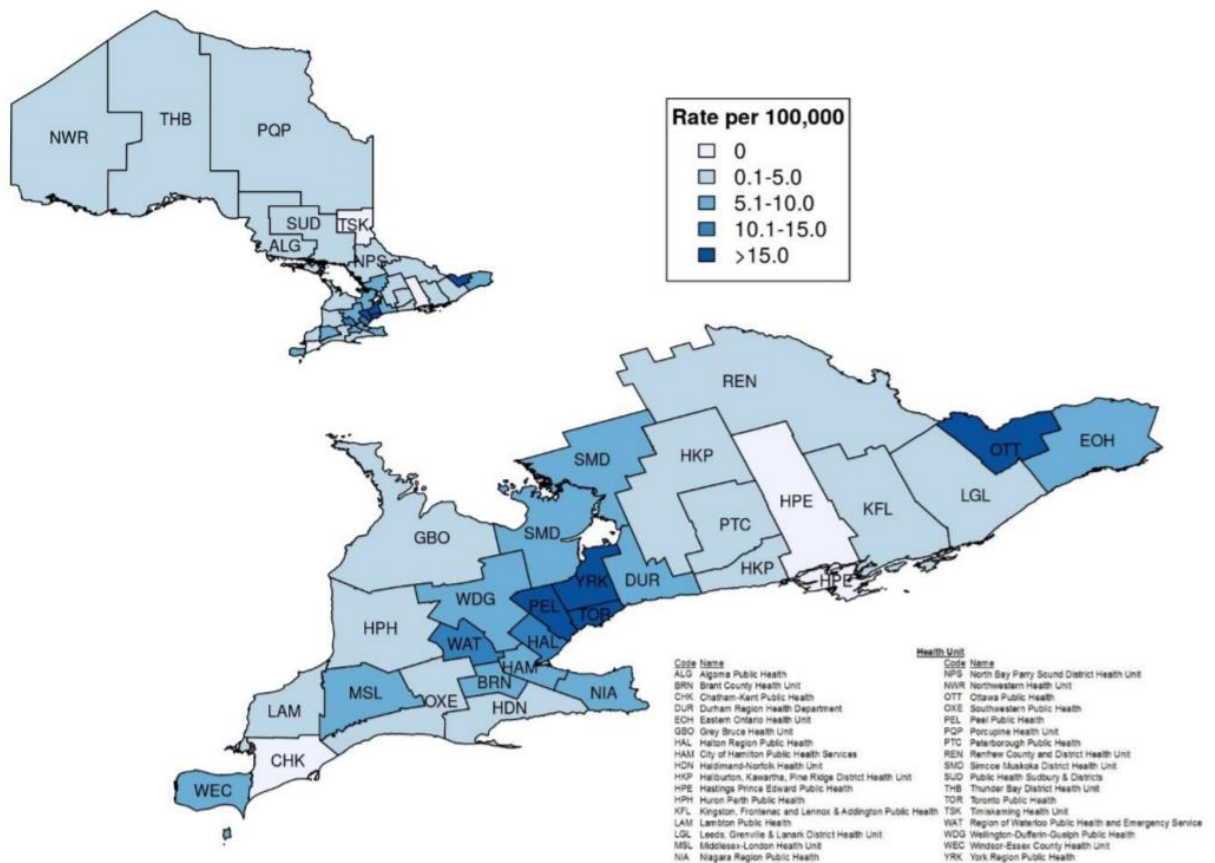 NWR
THB
PQP
SUD
TSK
ALG
NPS
Rate per 100,000
0
0.1-5.0
5.1-10.0
10.1-15.0
>15.0
REN
SMD
HKP
OTT
EOH
HPE
LGL
KFL
PTC
SMD
GBO
HKP
YRK
DUR
HPE
WDG
PEL
TOR
HPH
WAT
HAL
HAM
MSL
BRN
NIA
OXE
HDN
LAM
CHK
WEC
Health Unit
Code Name
ALG Algoma Public Health
BRN Brant County Health Unit
CHK Chatham-Kent Public Health
DUR Durham Region Health Department
EOH Eastern Ontario Health Unit
GBO Grey Bruce Health Unit
HAL Halton Region Public Health
HAM City of Hamilton Public Health Services
HDN Haldimand-Norfolk Health Unit
HKP Haliburton, Kawartha, Pine Ridge District Health Unit
HPE Hastings Prince Edward Public Health
HPH Huron Perth Public Health
KFL Kingston, Frontenac and Lennox & Addington Public Health
LAM Lambton Public Health
LGL Leeds, Grenville & Lanark District Health Unit
MSL Middlesex-London Health Unit
NIA Niagara Region Public Health
Code Name
NPS North Bay Parry Sound District Health Unit
NWR Northwestern Health Unit
OTT Ottawa Public Health
OXE Southwestern Public Health
PEL Peel Public Health
PQP Porcupine Health Unit
PTC Peterborough Public Health
REN Renfrew County and District Health Unit
SMD Simcoe Muskoka District Health Unit
SUD Public Health Sudbury & Districts
THB Thunder Bay District Health Unit
TOR Toronto Public Health
TSK Timiskaming Health Unit
WAT Region of Waterloo Public Health and Emergency Service
WDG Wellington-Dufferin-Guelph Public Health
WEC Windsor-Essex County Health Unit
YRK York Region Public Health